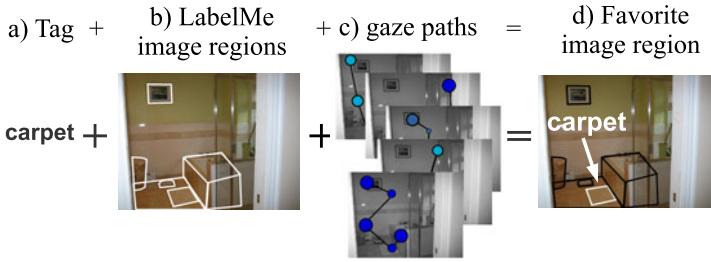 a) Tag + b) LabelMe image regions + c) gaze paths = d) Favorite image region
carpet + + = carpet